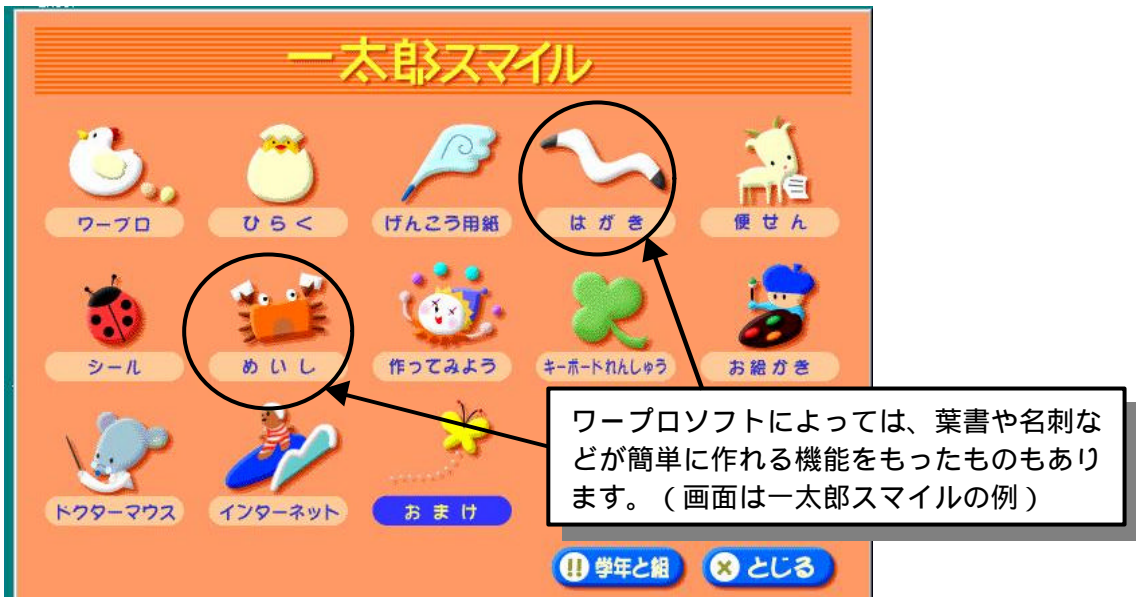 一太郎スマイル
ワープロ
ひらく
げんこう用紙
はがき
便せん
シール
めいし
作ってみよう
キーボードれんしゅう
お絵かき
ワープロソフトによっては、葉書や名刺な
どが簡単に作れる機能をもったものもあり
ます。(画面は一太郎スマイルの例)
ドクターマウス
インターネット
おまけ
!! 学年と組
× とじる